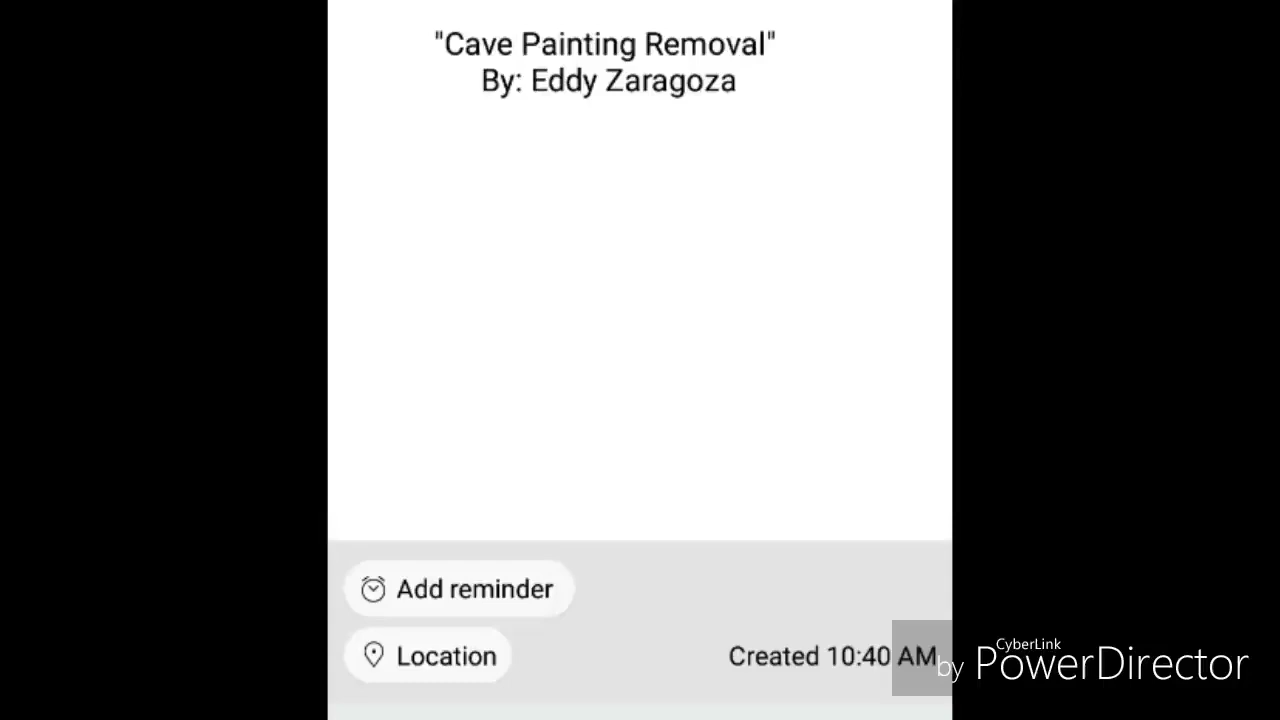 "Cave Painting Removal"
By: Eddy Zaragoza
Add reminder
Location
Created 10:40 AM
CyberLink
by PowerDirector